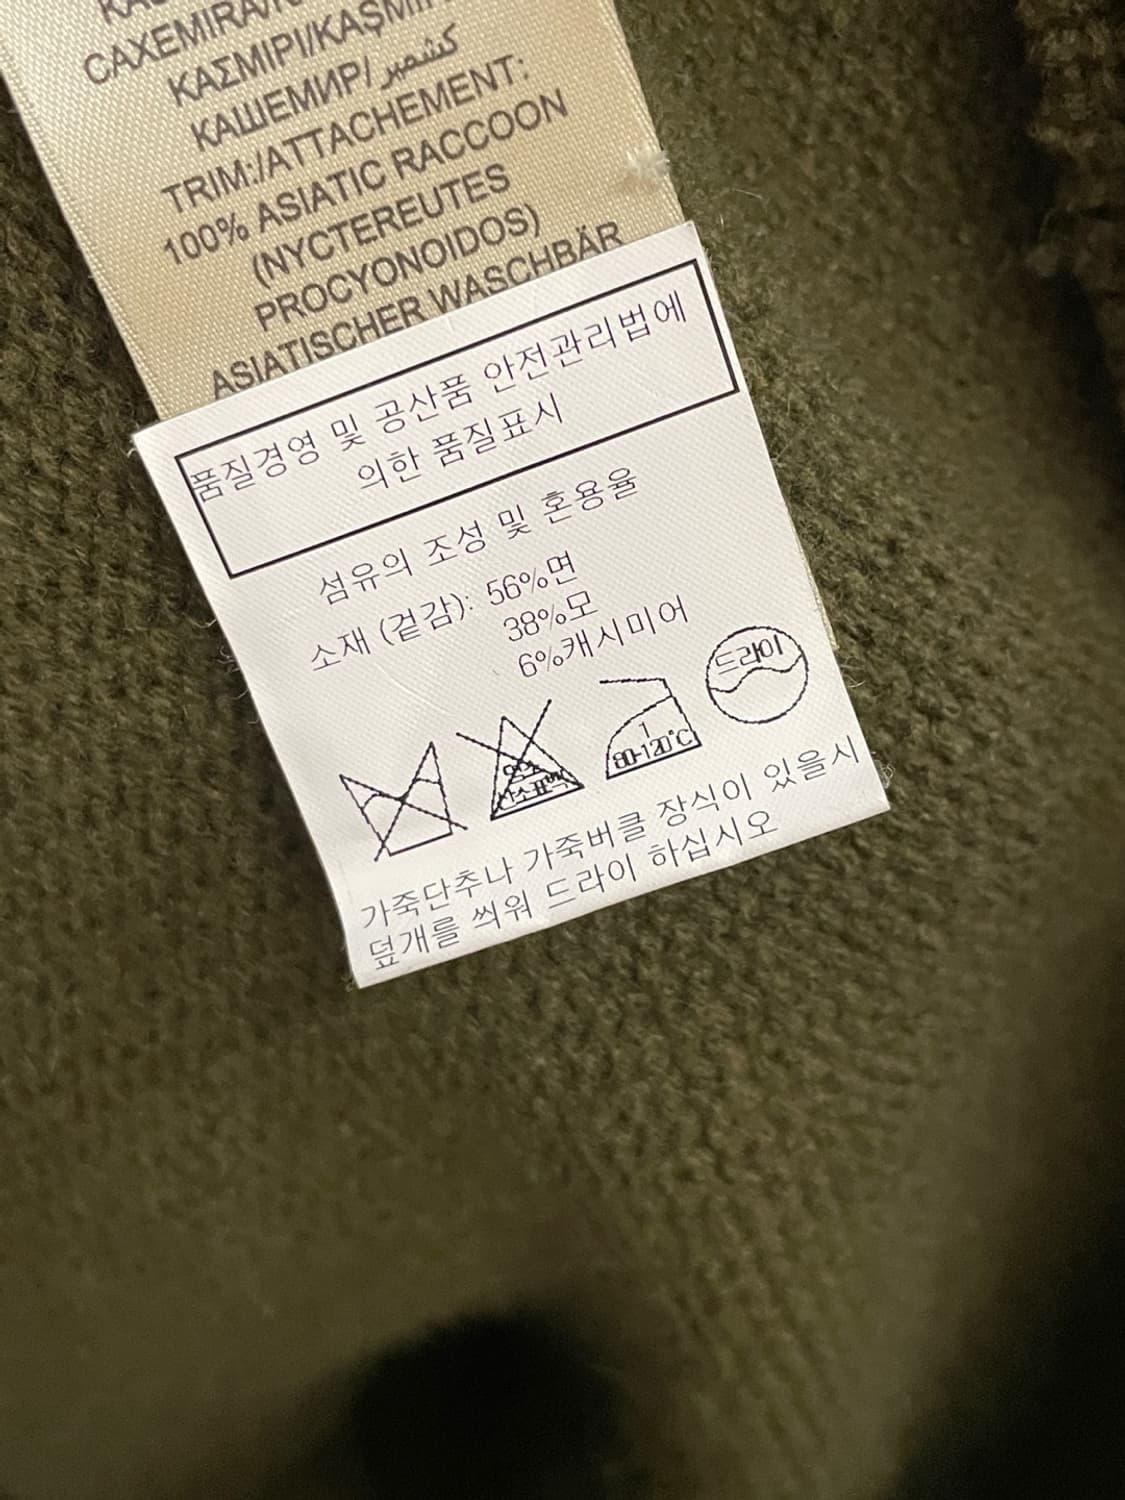 CAXEMIRA/
ΚΑΣΜΙΡΙ/KAŞMİR
КАШЕМИР/ كشمير
TRIM:/ATTACHEMENT:
100% ASIATIC RACCOON
(NYCTEREUTES
PROCYONOIDOS)
ASIATISCHER WASCHBÄR
품질경영 및 공산품 안전관리법에
의한 품질표시
섬유의 조성 및 혼용율
소재 (겉감): 56%면
38%모
6%캐시미어
드라이
1
80-120°C
가죽단추나 가죽버클 장식이 있을시
덮개를 씌워 드라이 하십시오